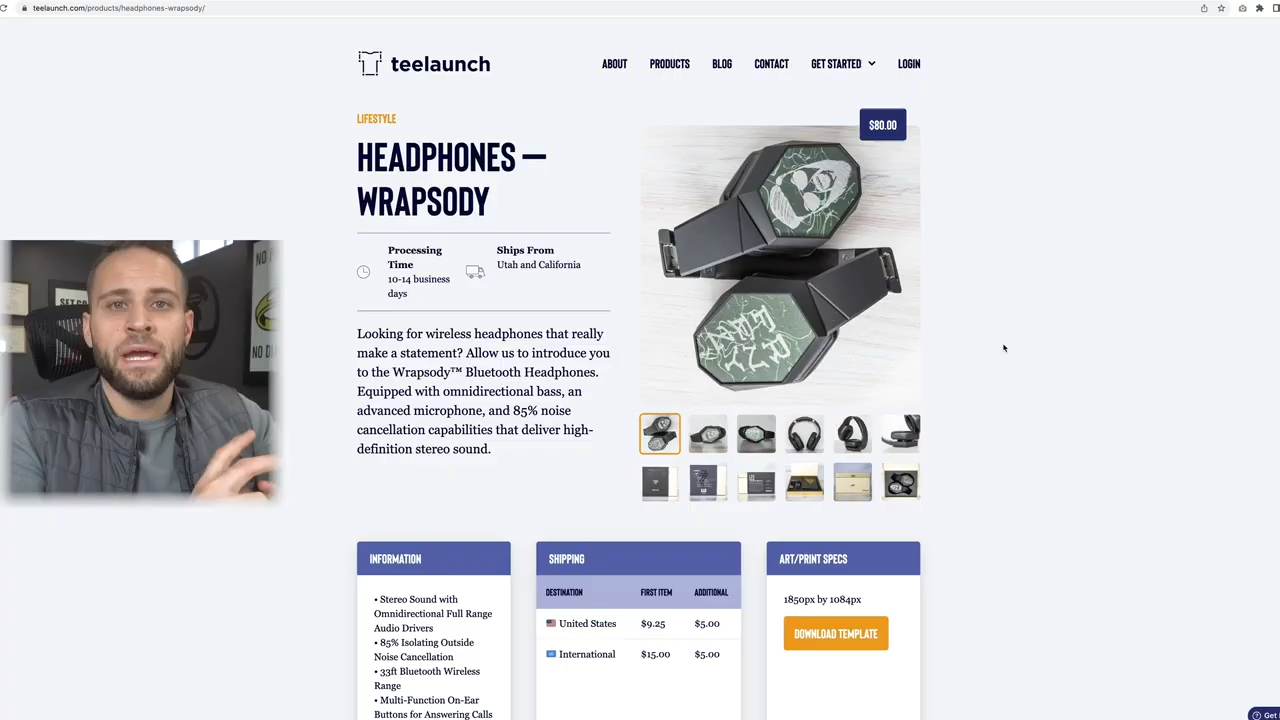 teelaunch.com/products/headphones-wrapsody/
teelaunch
ABOUT
PRODUCTS
BLOG
CONTACT
GET STARTED
LOGIN
LIFESTYLE
HEADPHONES —
WRAPSODY
$80.00
Processing
Time
10-14 business
days
Ships From
Utah and California
Looking for wireless headphones that really
make a statement? Allow us to introduce you
to the Wrapsody™ Bluetooth Headphones.
Equipped with omnidirectional bass, an
advanced microphone, and 85% noise
cancellation capabilities that deliver high-
definition stereo sound.
INFORMATION
• Stereo Sound with
Omnidirectional Full Range
Audio Drivers
• 85% Isolating Outside
Noise Cancellation
• 33ft Bluetooth Wireless
Range
• Multi-Function On-Ear
Buttons for Answering Calls
SHIPPING
DESTINATION FIRST ITEM ADDITIONAL
United States $9.25 $5.00
International $15.00 $5.00
ART/PRINT SPECS
1850px by 1084px
DOWNLOAD TEMPLATE
Get